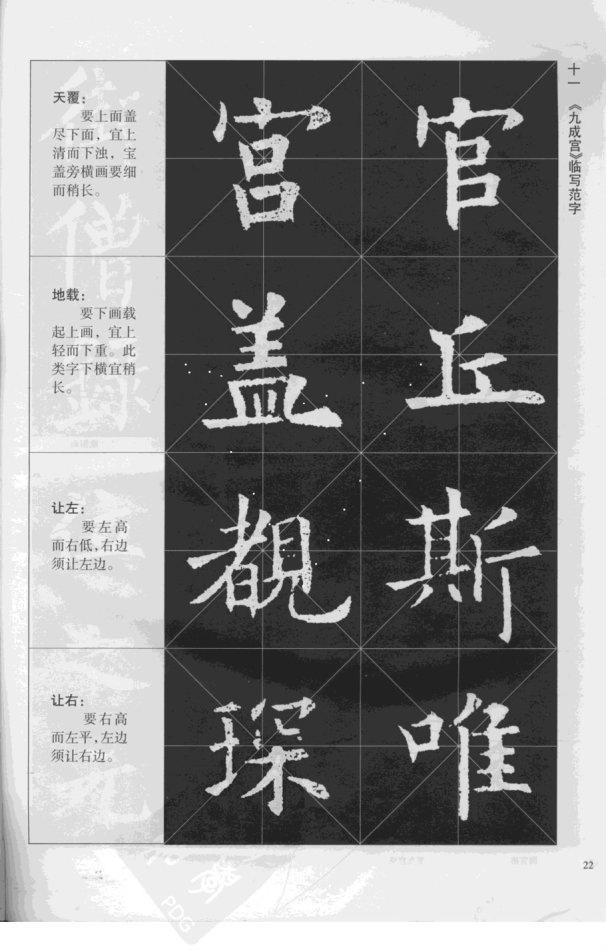 十一 《九成宫》临写范字
天覆：
要上面盖
尽下面，宜上
清而下浊，宝
盖旁横画要细
而稍长。
宫 官
地载：
要下画载
起上画，宜上
轻而下重。此
类字下横宜稍
长。
盖 丘
让左：
要左高
而右低，右边
须让左边。
覩 斯
让右：
要右高
而左平，左边
须让右边。
琛 唯
22
PDG